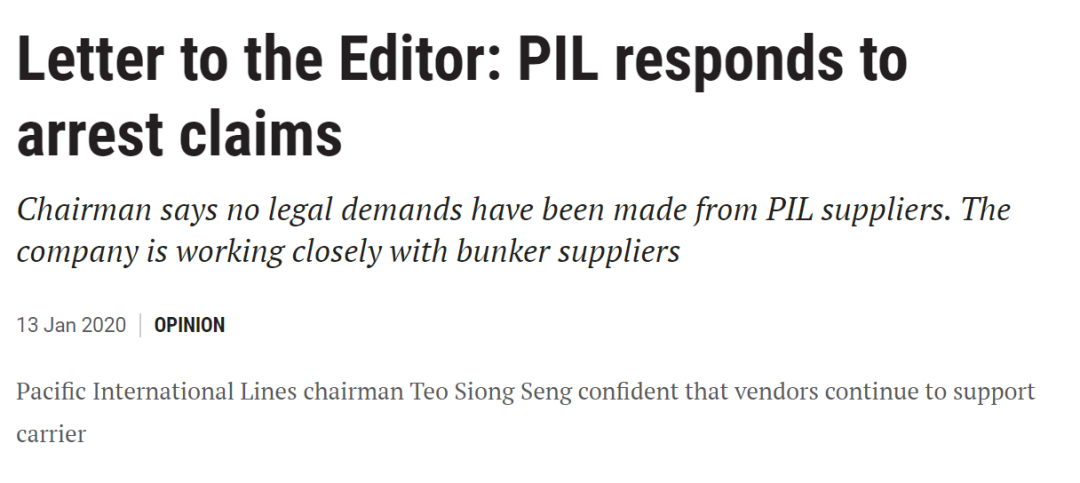 Letter to the Editor: PIL responds to
arrest claims
Chairman says no legal demands have been made from PIL suppliers. The
company is working closely with bunker suppliers
13 Jan 2020 | OPINION
Pacific International Lines chairman Teo Siong Seng confident that vendors continue to support
carrier